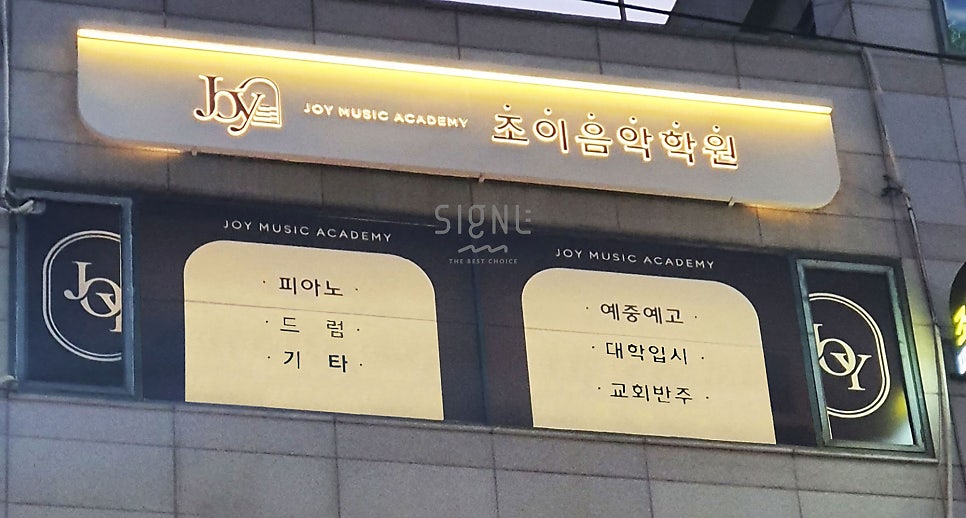 Joy JOY MUSIC ACADEMY 조이음악학원
SIGNE
THE BEST CHOICE
JOY
JOY MUSIC ACADEMY
· 피아노 ·
· 드 럼 ·
· 기 타 ·
JOY MUSIC ACADEMY
· 예중예고 ·
· 대학입시 ·
· 교회반주 ·
JOY